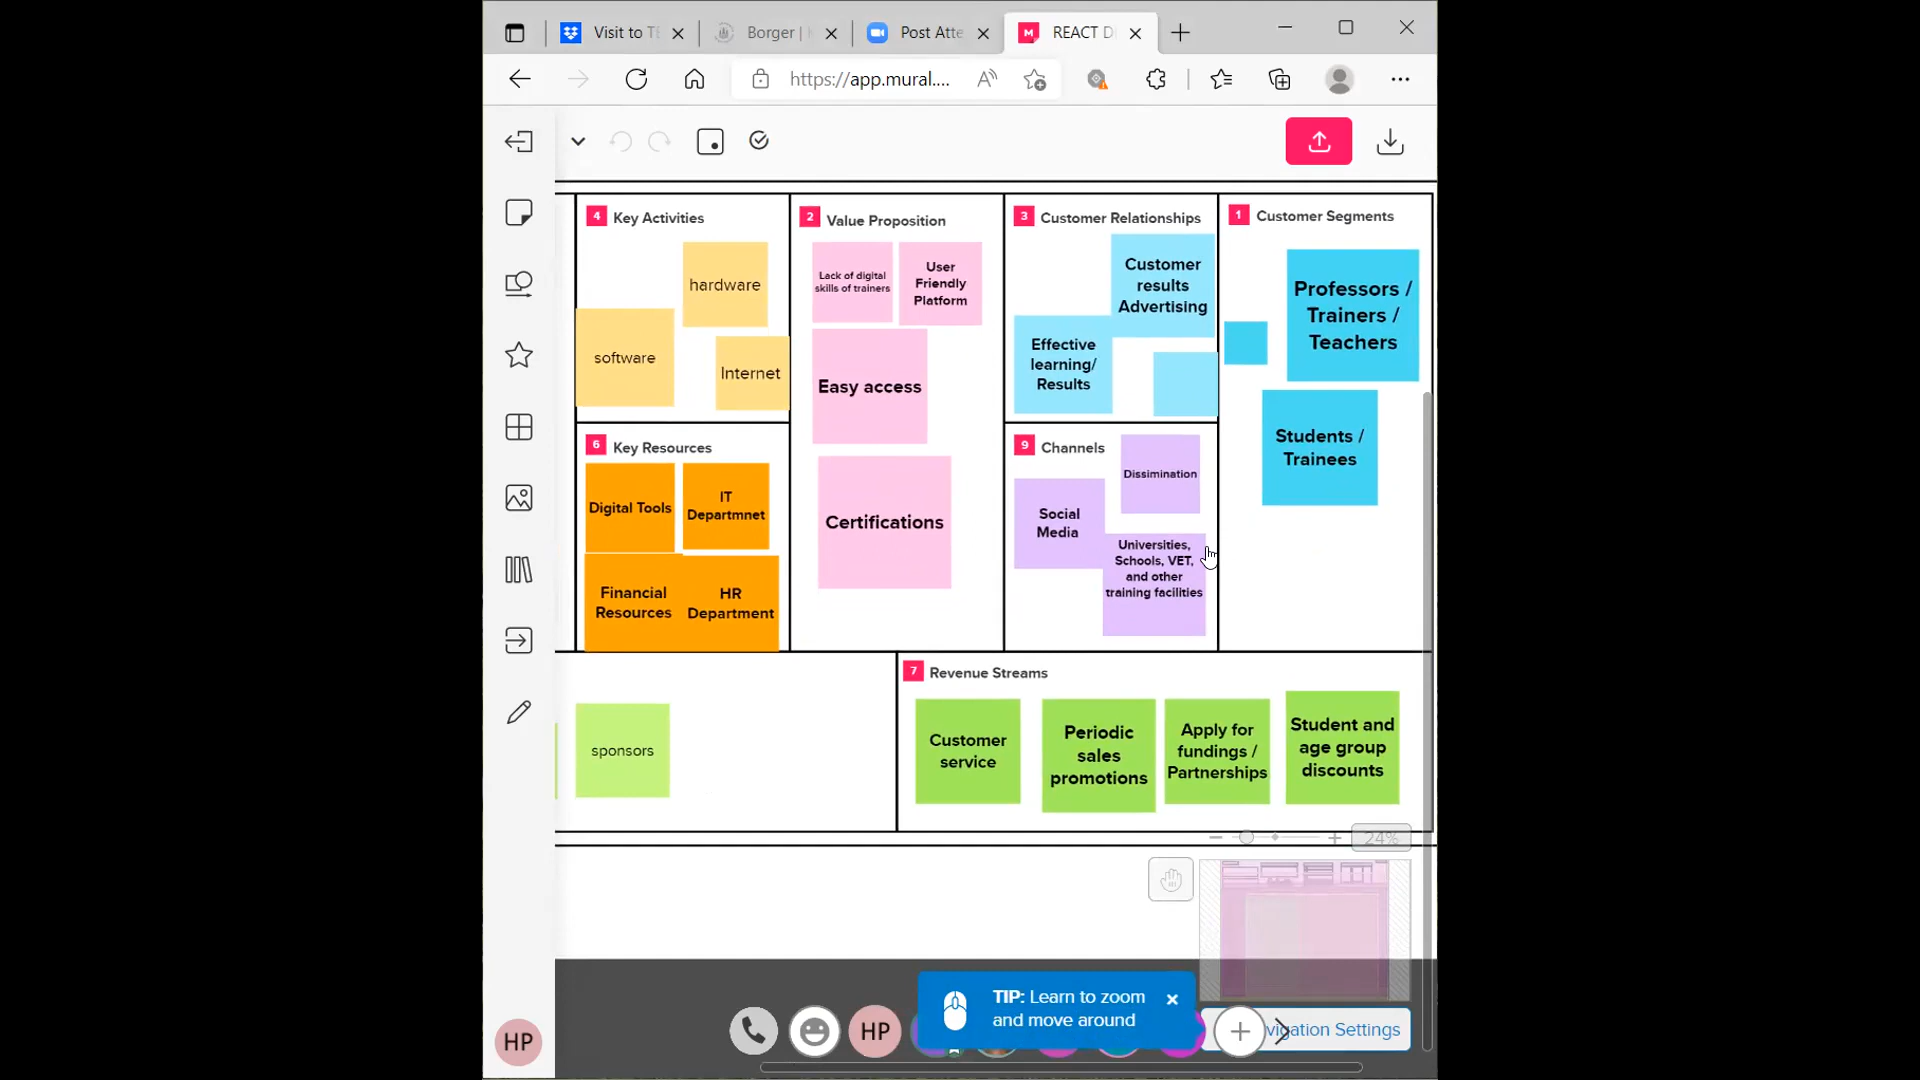 Visit to TE
Borger |
Post Atte
REACT D
https://app.mural....
4 Key Activities
hardware
software
Internet
2 Value Proposition
Lack of digital
skills of trainers
User
Friendly
Platform
Easy access
Certifications
3 Customer Relationships
Customer
results
Advertising
Effective
learning/
Results
1 Customer Segments
Professors /
Trainers /
Teachers
Students /
Trainees
6 Key Resources
Digital Tools
IT
Departmnet
Financial
Resources
HR
Department
9 Channels
Dissimination
Social
Media
Universities,
Schools, VET,
and other
training facilities
sponsors
7 Revenue Streams
Customer
service
Periodic
sales
promotions
Apply for
fundings /
Partnerships
Student and
age group
discounts
24%
TIP: Learn to zoom
and move around
HP
HP
vigation Settings